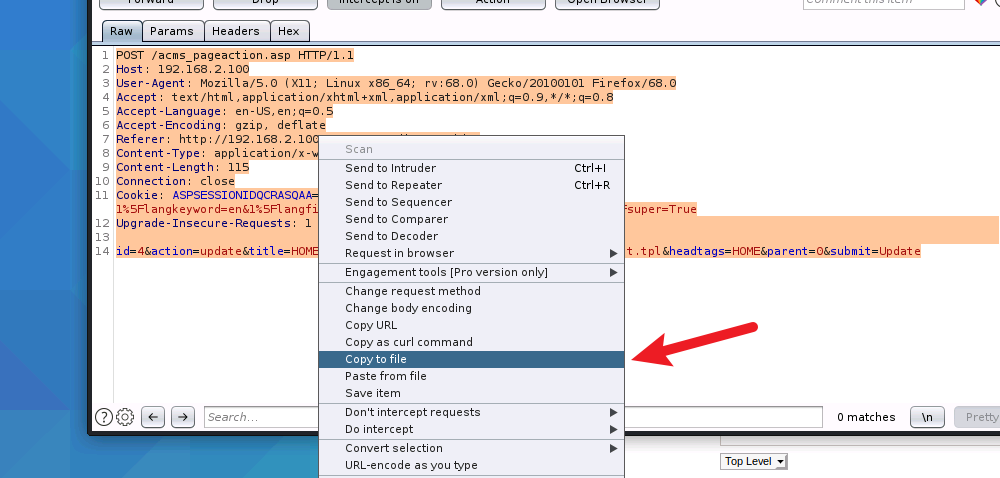 Forward Drop Intercept is on Action Open Browser Comment this item
Raw Params Headers Hex
1 POST /acms_pageaction.asp HTTP/1.1
2 Host: 192.168.2.100
3 User-Agent: Mozilla/5.0 (X11; Linux x86_64; rv:68.0) Gecko/20100101 Firefox/68.0
4 Accept: text/html,application/xhtml+xml,application/xml;q=0.9,*/*;q=0.8
5 Accept-Language: en-US,en;q=0.5
6 Accept-Encoding: gzip, deflate
7 Referer: http://192.168.2.100
8 Content-Type: application/x-w
9 Content-Length: 115
10 Connection: close
11 Cookie: ASPSESSIONIDQCRASQAA=
1%5Flangkeyword=en&1%5Flangfi super=True
12 Upgrade-Insecure-Requests: 1
13
14 id=4&action=update&title=HOME t.tpl&headtags=HOME&parent=0&submit=Update
Scan
Send to Intruder Ctrl+I
Send to Repeater Ctrl+R
Send to Sequencer
Send to Comparer
Send to Decoder
Request in browser
Engagement tools [Pro version only]
Change request method
Change body encoding
Copy URL
Copy as curl command
Copy to file
Paste from file
Save item
Don't intercept requests
Do intercept
Convert selection
URL-encode as you type
? Search... 0 matches \n Pretty
Top Level